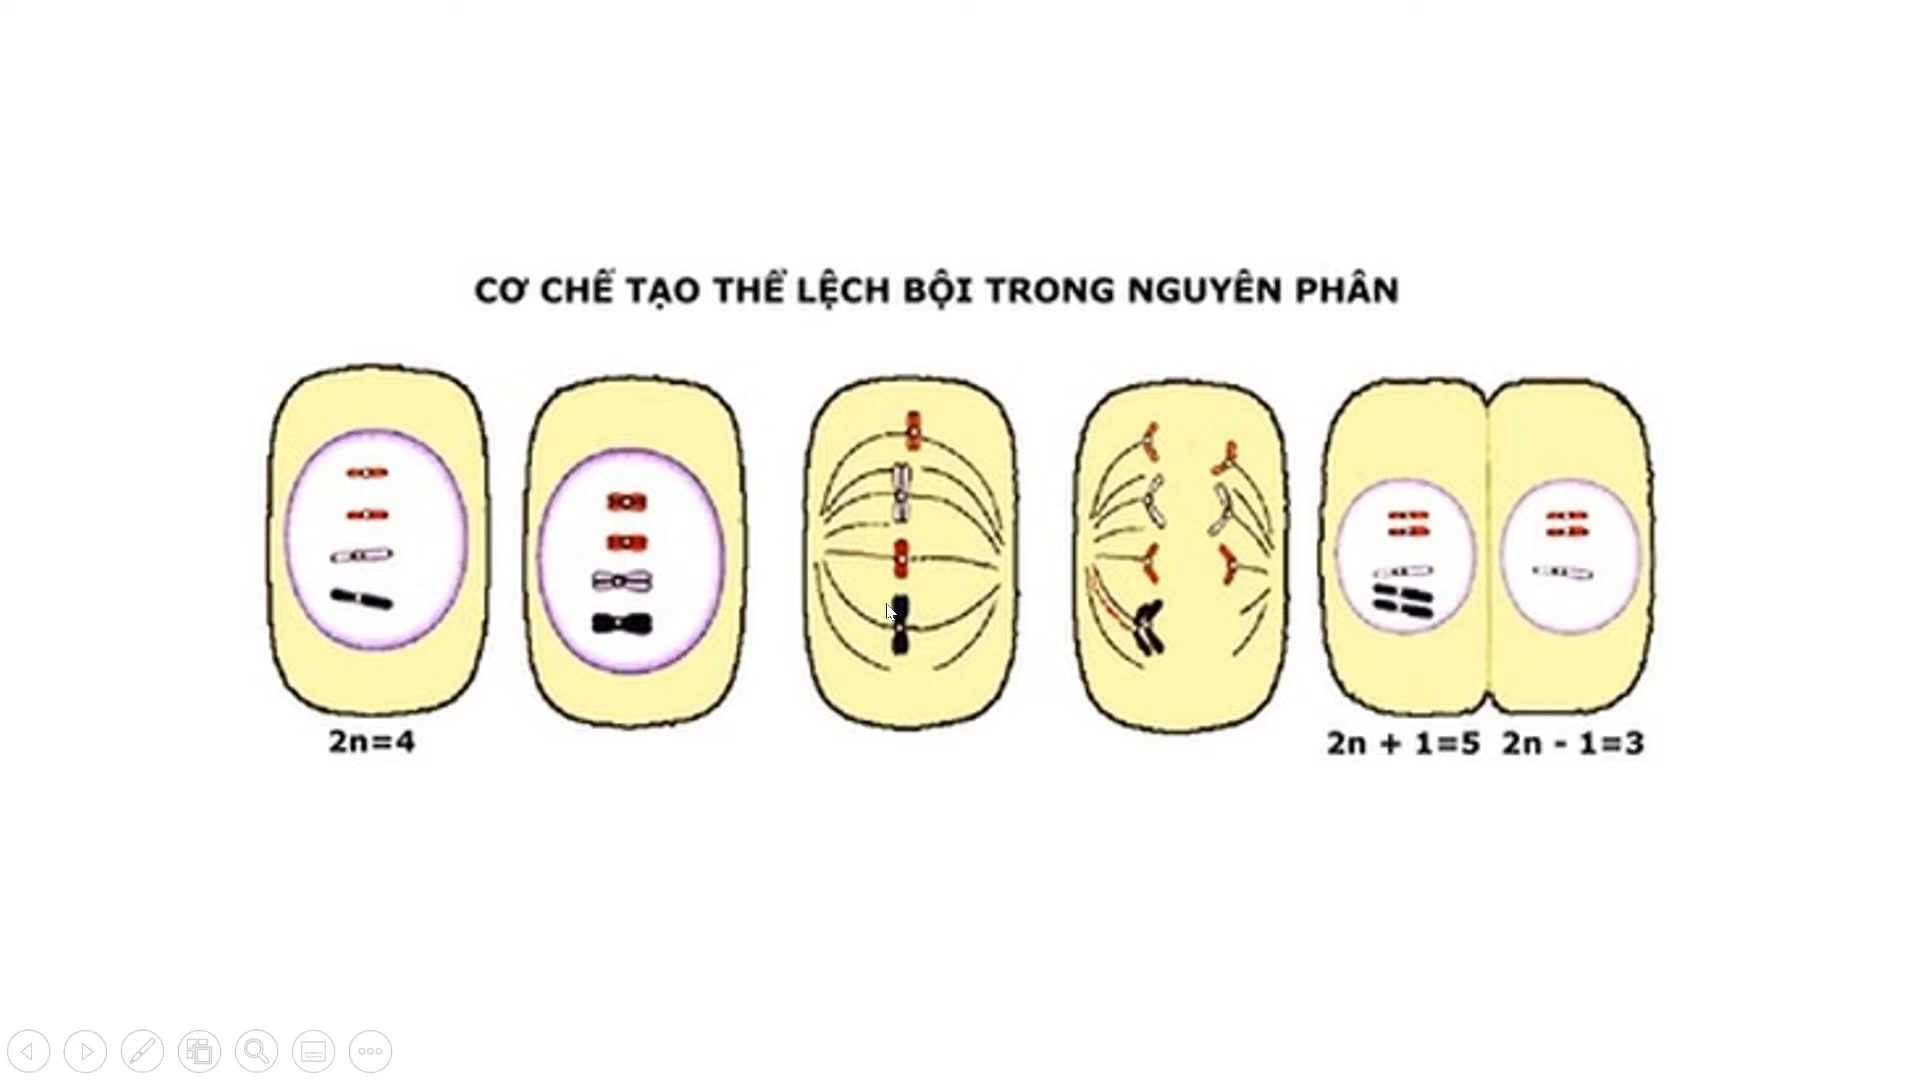 CƠ CHẾ TẠO THỂ LỆCH BỘI TRONG NGUYÊN PHÂN
2n=4
2n + 1=5 2n - 1=3